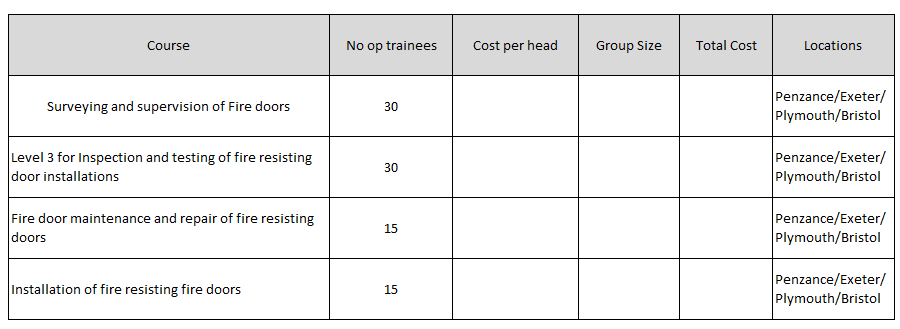 Course No op trainees Cost per head Group Size Total Cost Locations
Surveying and supervision of Fire doors 30 Penzance/Exeter/
Plymouth/Bristol
Level 3 for Inspection and testing of fire resisting
door installations 30 Penzance/Exeter/
Plymouth/Bristol
Fire door maintenance and repair of fire resisting
doors 15 Penzance/Exeter/
Plymouth/Bristol
Installation of fire resisting fire doors 15 Penzance/Exeter/
Plymouth/Bristol